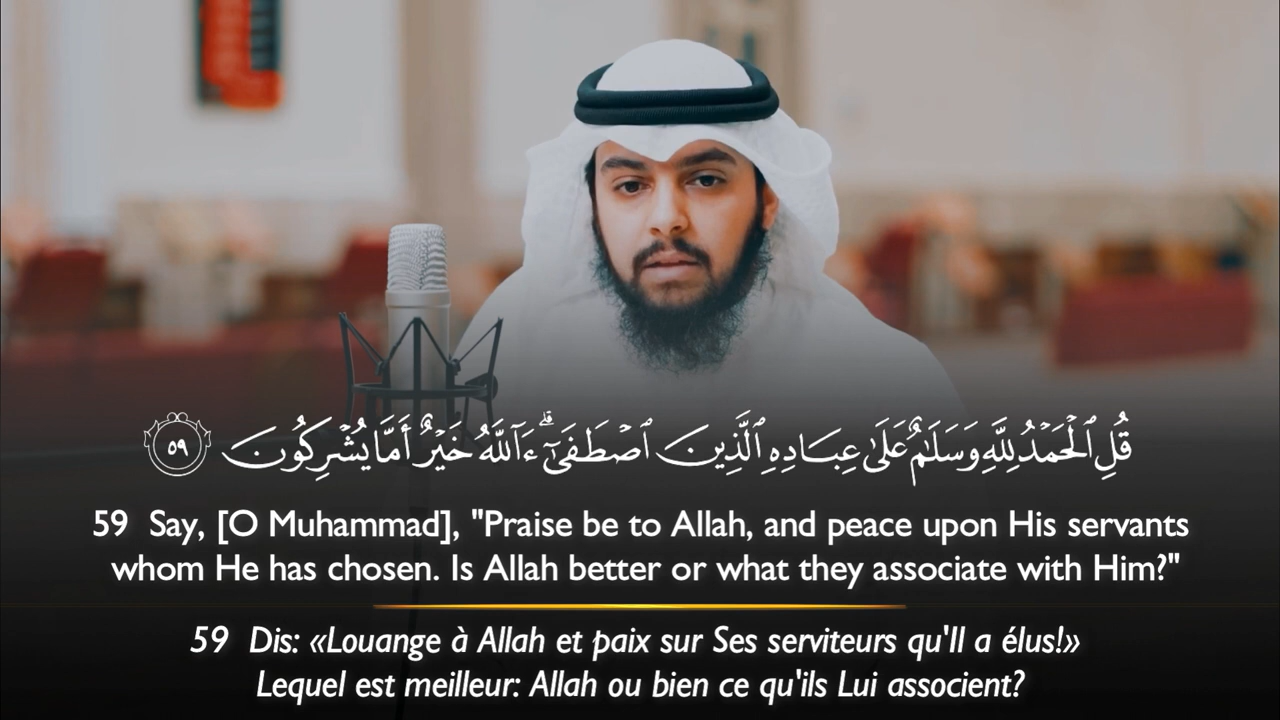 قُلِ ٱلْحَمْدُ لِلَّهِ وَسَلَـٰمٌ عَلَىٰ عِبَادِهِ ٱلَّذِينَ ٱصْطَفَىٰٓ ۗ ءَآللَّهُ خَيْرٌ أَمَّا يُشْرِكُونَ ٥٩
59 Say, [O Muhammad], "Praise be to Allah, and peace upon His servants
whom He has chosen. Is Allah better or what they associate with Him?"
59 Dis: «Louange à Allah et paix sur Ses serviteurs qu'Il a élus!»
Lequel est meilleur: Allah ou bien ce qu'ils Lui associent?